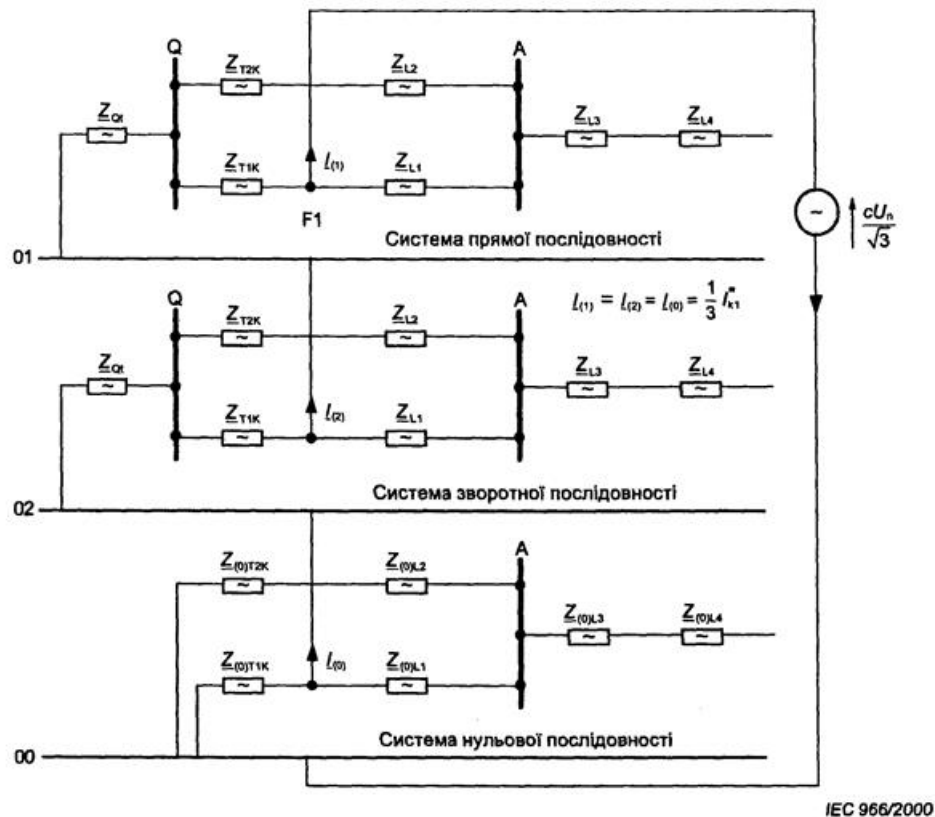 Q
A
Z_T2K
Z_L2
Z_Qt
Z_L3
Z_L4
Z_T1K
I_(1)
Z_L1
F1
~
cU_n/√3
Система прямої послідовності
01
Q
A
Z_T2K
Z_L2
I_(1) = I_(2) = I_(0) = 1/3 I"_k1
Z_Qt
Z_L3
Z_L4
Z_T1K
I_(2)
Z_L1
Система зворотної послідовності
02
A
Z_(0)T2K
Z_(0)L2
Z_(0)L3
Z_(0)L4
Z_(0)T1K
I_(0)
Z_(0)L1
Система нульової послідовності
00
IEC 966/2000